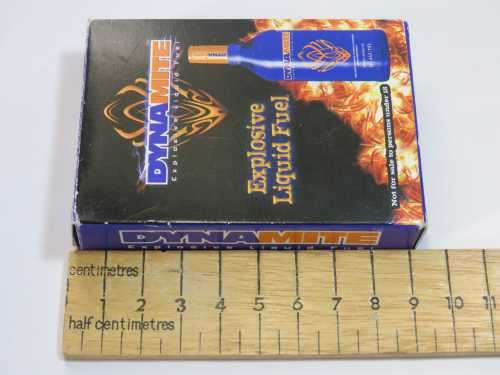 DYNAMITE
Explosive Liquid Fuel
DYNAMITE
Explosive
Liquid Fuel
Not for sale to persons under 18
DYNAMITE
Explosive Liquid Fuel
centimetres
1 2 3 4 5 6 7 8 9 10 11
half centimetres